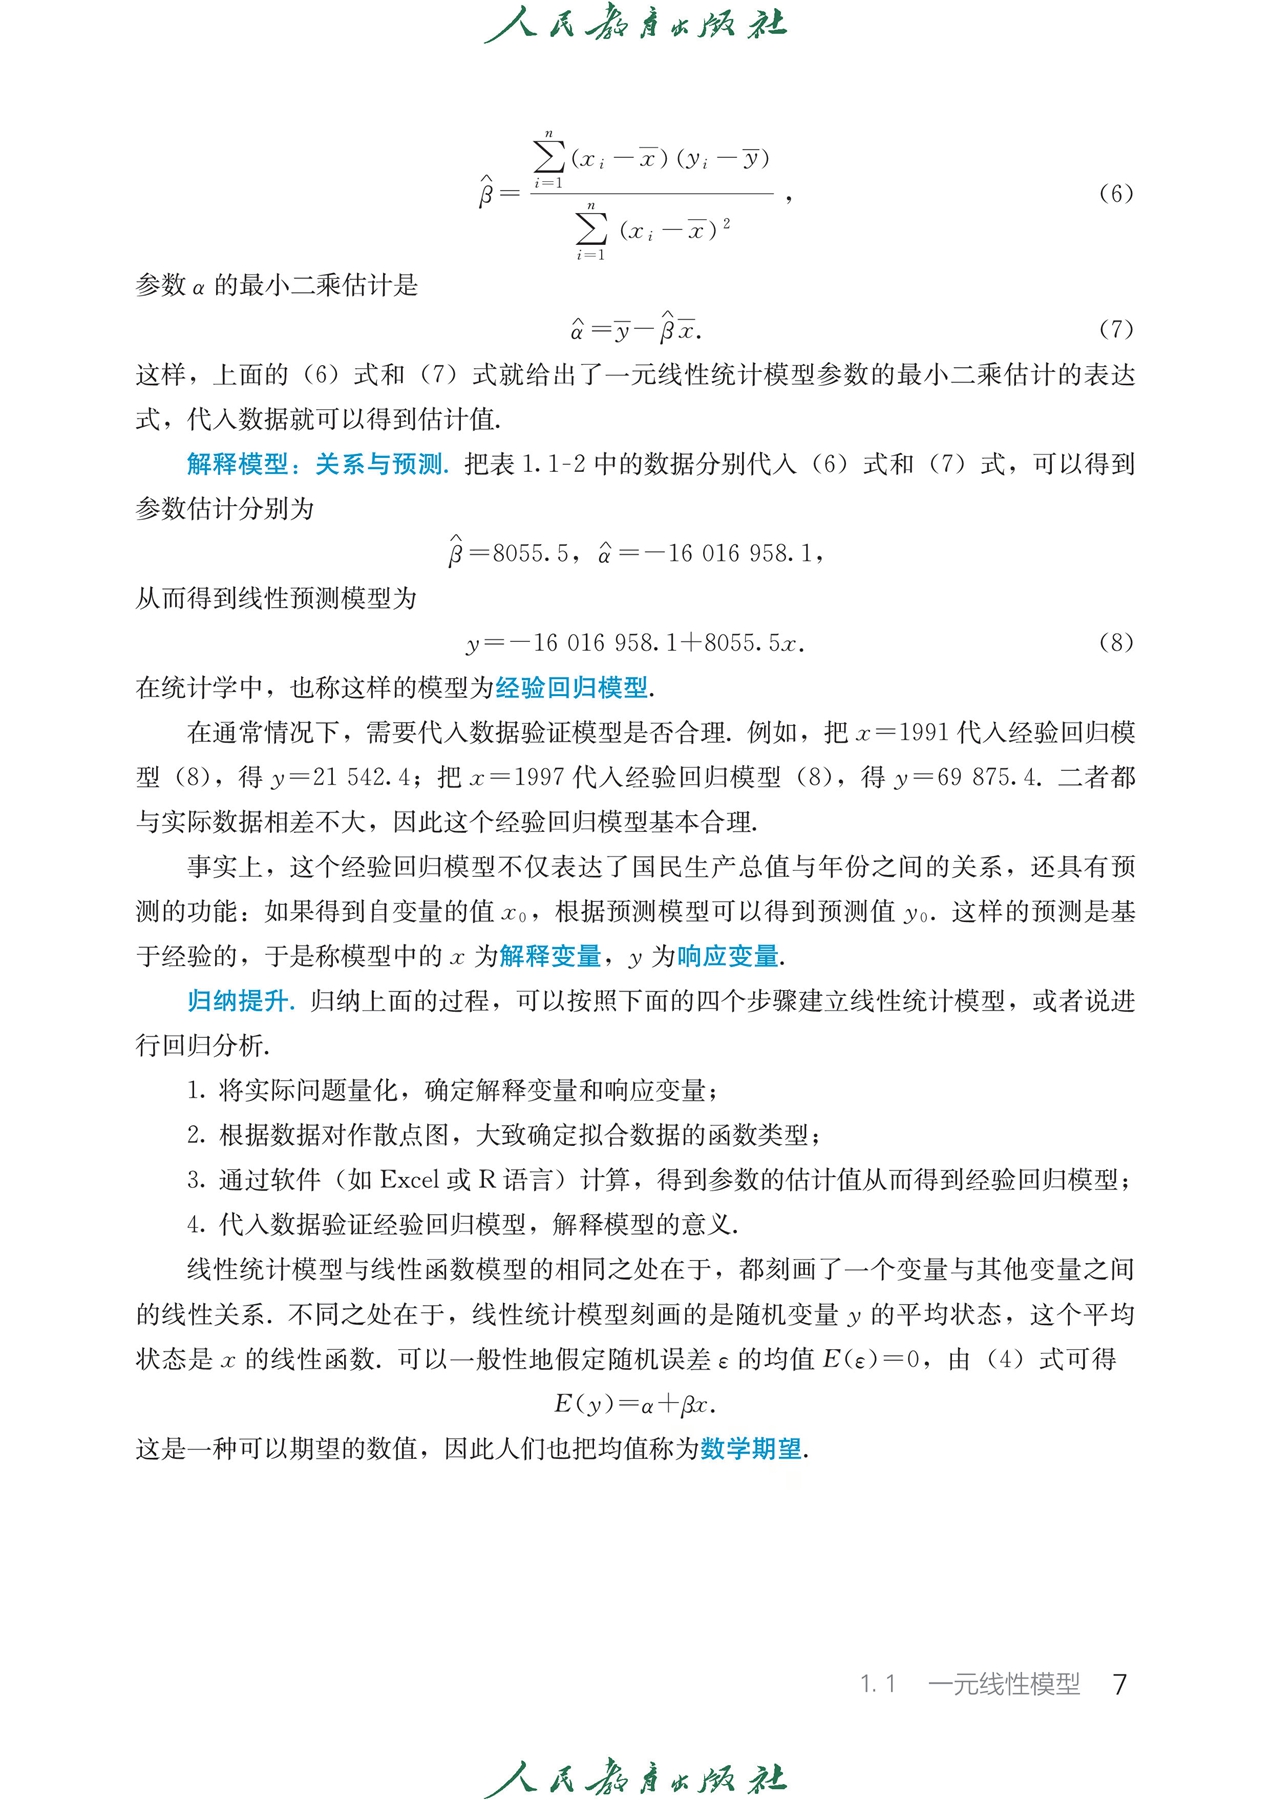 人民教育出版社
$$\hat{\beta}=\frac{\sum_{i=1}^{n}(x_i-\overline{x})(y_i-\overline{y})}{\sum_{i=1}^{n}(x_i-\overline{x})^2},$$ （6）
参数 α 的最小二乘估计是
$\hat{\alpha}=\overline{y}-\hat{\beta}\overline{x}.$ （7）
这样，上面的（6）式和（7）式就给出了一元线性统计模型参数的最小二乘估计的表达
式，代入数据就可以得到估计值.
解释模型：关系与预测. 把表 1.1-2 中的数据分别代入（6）式和（7）式，可以得到
参数估计分别为
$\hat{\beta}=8055.5，\hat{\alpha}=-16 016 958.1，$
从而得到线性预测模型为
y=-16 016 958.1+8055.5x. （8）
在统计学中，也称这样的模型为经验回归模型.
在通常情况下，需要代入数据验证模型是否合理. 例如，把 x=1991 代入经验回归模
型（8），得 y=21 542.4；把 x=1997 代入经验回归模型（8），得 y=69 875.4. 二者都
与实际数据相差不大，因此这个经验回归模型基本合理.
事实上，这个经验回归模型不仅表达了国民生产总值与年份之间的关系，还具有预
测的功能：如果得到自变量的值 x₀，根据预测模型可以得到预测值 y₀. 这样的预测是基
于经验的，于是称模型中的 x 为解释变量，y 为响应变量.
归纳提升. 归纳上面的过程，可以按照下面的四个步骤建立线性统计模型，或者说进
行回归分析.
1. 将实际问题量化，确定解释变量和响应变量；
2. 根据数据对作散点图，大致确定拟合数据的函数类型；
3. 通过软件（如 Excel 或 R 语言）计算，得到参数的估计值从而得到经验回归模型；
4. 代入数据验证经验回归模型，解释模型的意义.
线性统计模型与线性函数模型的相同之处在于，都刻画了一个变量与其他变量之间
的线性关系. 不同之处在于，线性统计模型刻画的是随机变量 y 的平均状态，这个平均
状态是 x 的线性函数. 可以一般性地假定随机误差 ε 的均值 E(ε)=0，由（4）式可得
E(y)=α+βx.
这是一种可以期望的数值，因此人们也把均值称为数学期望.
1.1 一元线性模型 7
人民教育出版社